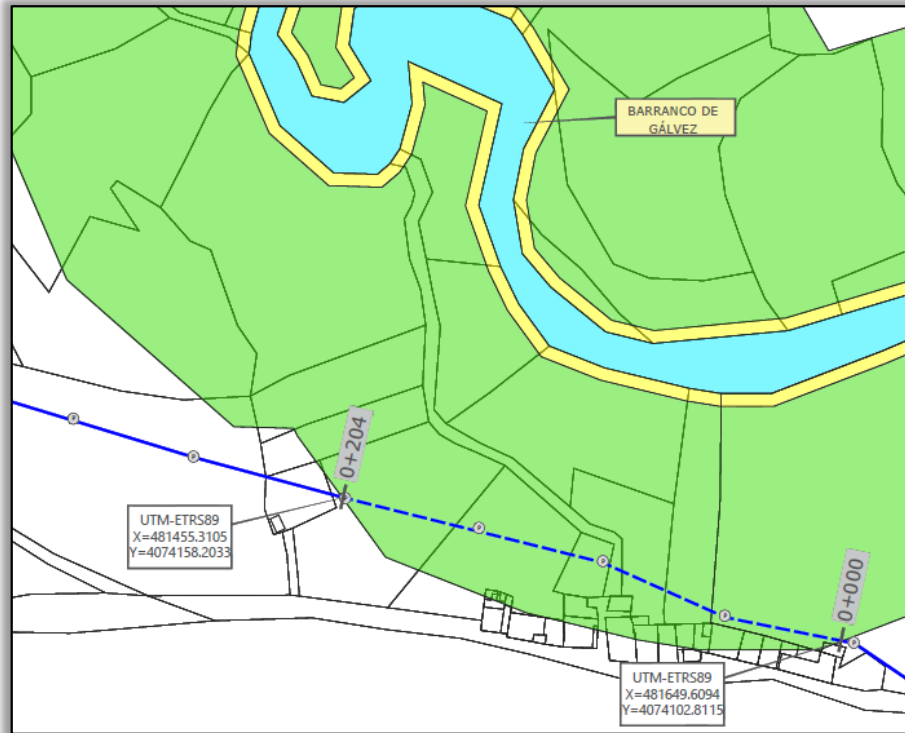 BARRANCO DE
GÁLVEZ
0+204
UTM-ETRS89
X=481455.3105
Y=4074158.2033
0+000
UTM-ETRS89
X=481649.6094
Y=4074102.8115